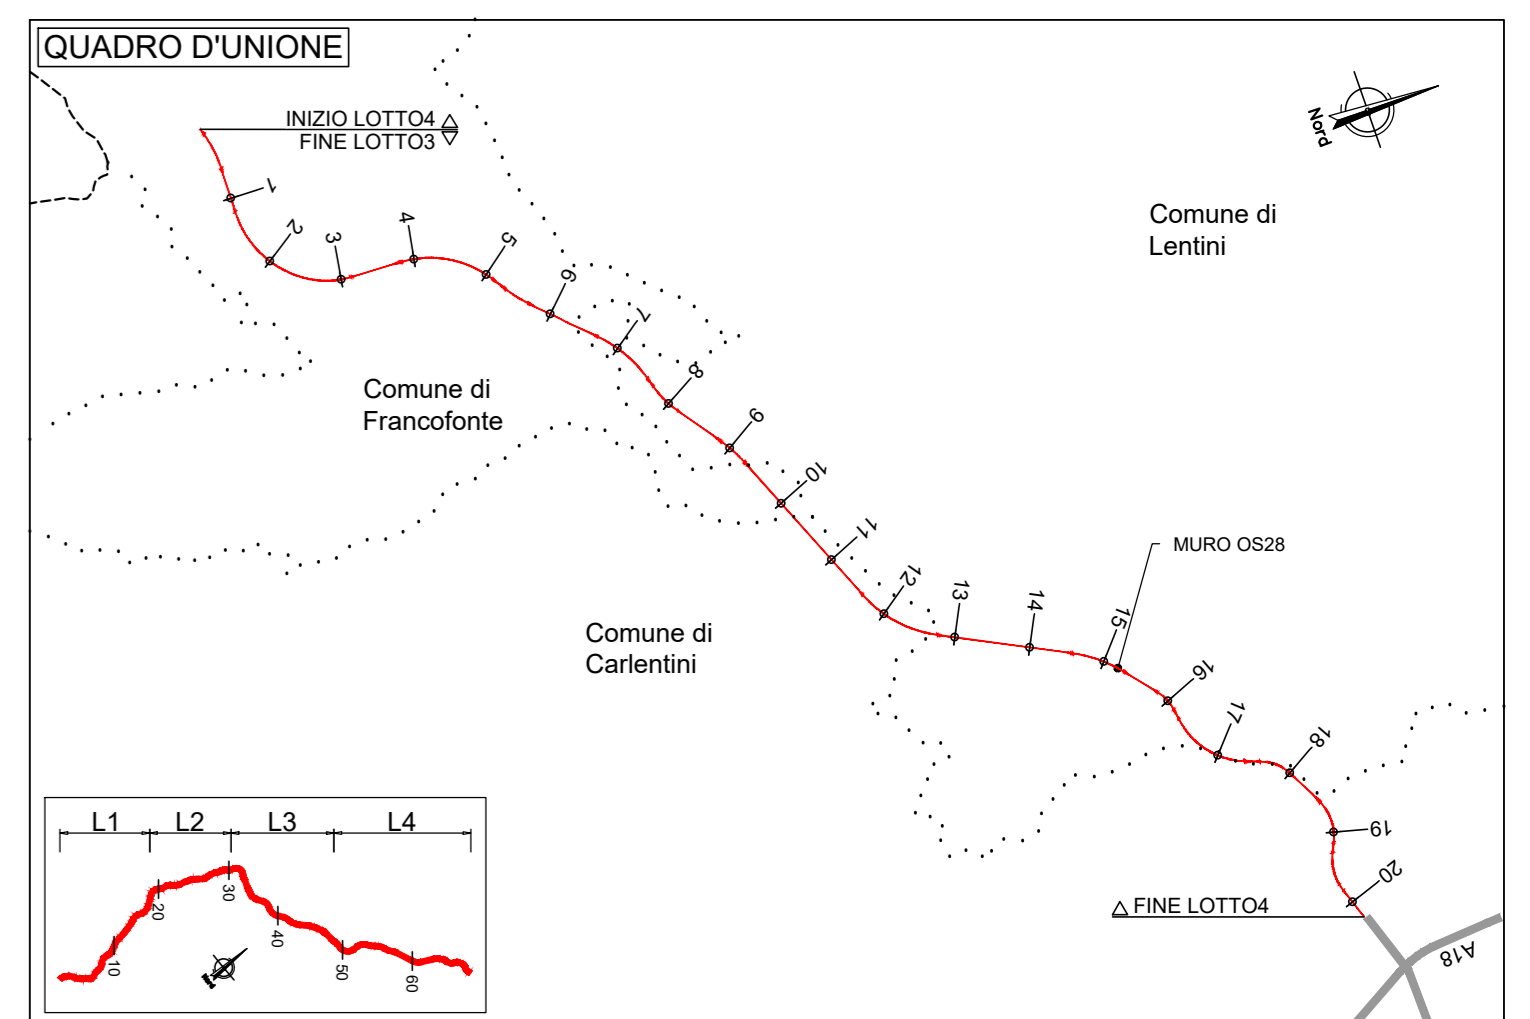 QUADRO D'UNIONE
INIZIO LOTTO4
FINE LOTTO3
Nord
Comune di
Lentini
1
2
3
4
5
6
7
8
9
10
11
12
13
14
15
16
17
18
19
20
Comune di
Francofonte
MURO OS28
Comune di
Carlentini
FINE LOTTO4
A18
L1 L2 L3 L4
10
20
30
40
50
60